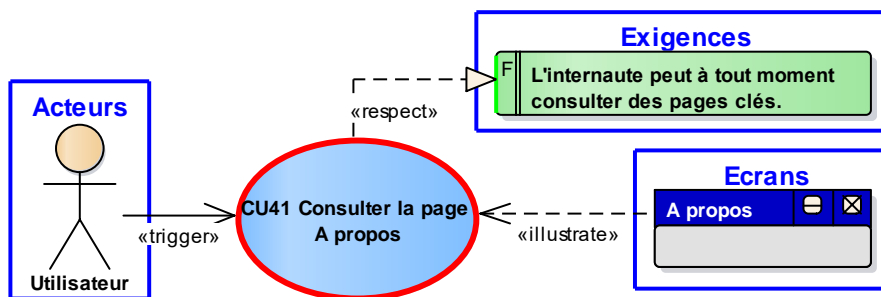 Exigences
F
L'internaute peut à tout moment
consulter des pages clés.
«respect»
Acteurs
Utilisateur
«trigger»
CU41 Consulter la page
A propos
Ecrans
A propos
«illustrate»